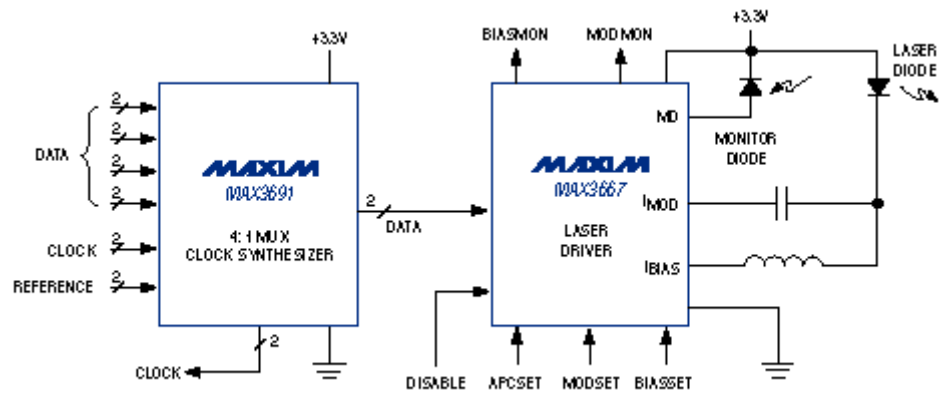 +3.3V
BIASMON
MODMON
+3.3V
LASER
DIODE
2
2
2
2
DATA
MAXIM
MAX3691
4:1 MUX
CLOCK SYNTHESIZER
CLOCK
2
REFERENCE
2
2
DATA
MAXIM
MAX3667
LASER
DRIVER
MD
MONITOR
DIODE
IMOD
IBIAS
2
CLOCK
DISABLE
APCSET
MODSET
BIASSET